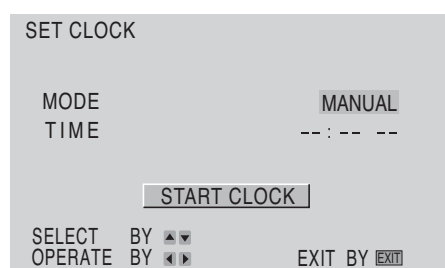 SET CLOCK
MODE MANUAL
TIME --:-- --
START CLOCK
SELECT BY ▲▼
OPERATE BY ◀▶ EXIT BY EXIT